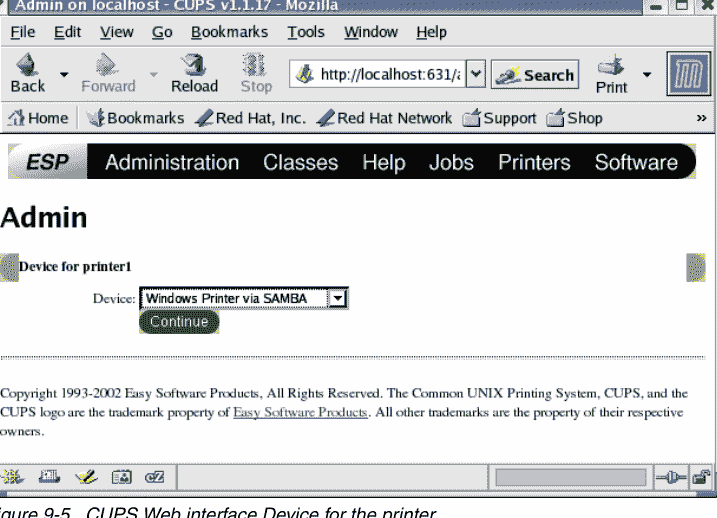 Admin on localhost - CUPS v1.1.17 - Mozilla
File Edit View Go Bookmarks Tools Window Help
Back Forward Reload Stop http://localhost:631/ Search Print
Home Bookmarks Red Hat, Inc. Red Hat Network Support Shop »
ESP Administration Classes Help Jobs Printers Software
Admin
Device for printer1
Device: Windows Printer via SAMBA
Continue
Copyright 1993-2002 Easy Software Products, All Rights Reserved. The Common UNIX Printing System, CUPS, and the
CUPS logo are the trademark property of Easy Software Products. All other trademarks are the property of their respective
owners.
igure 9-5 CUPS Web interface Device for the printer